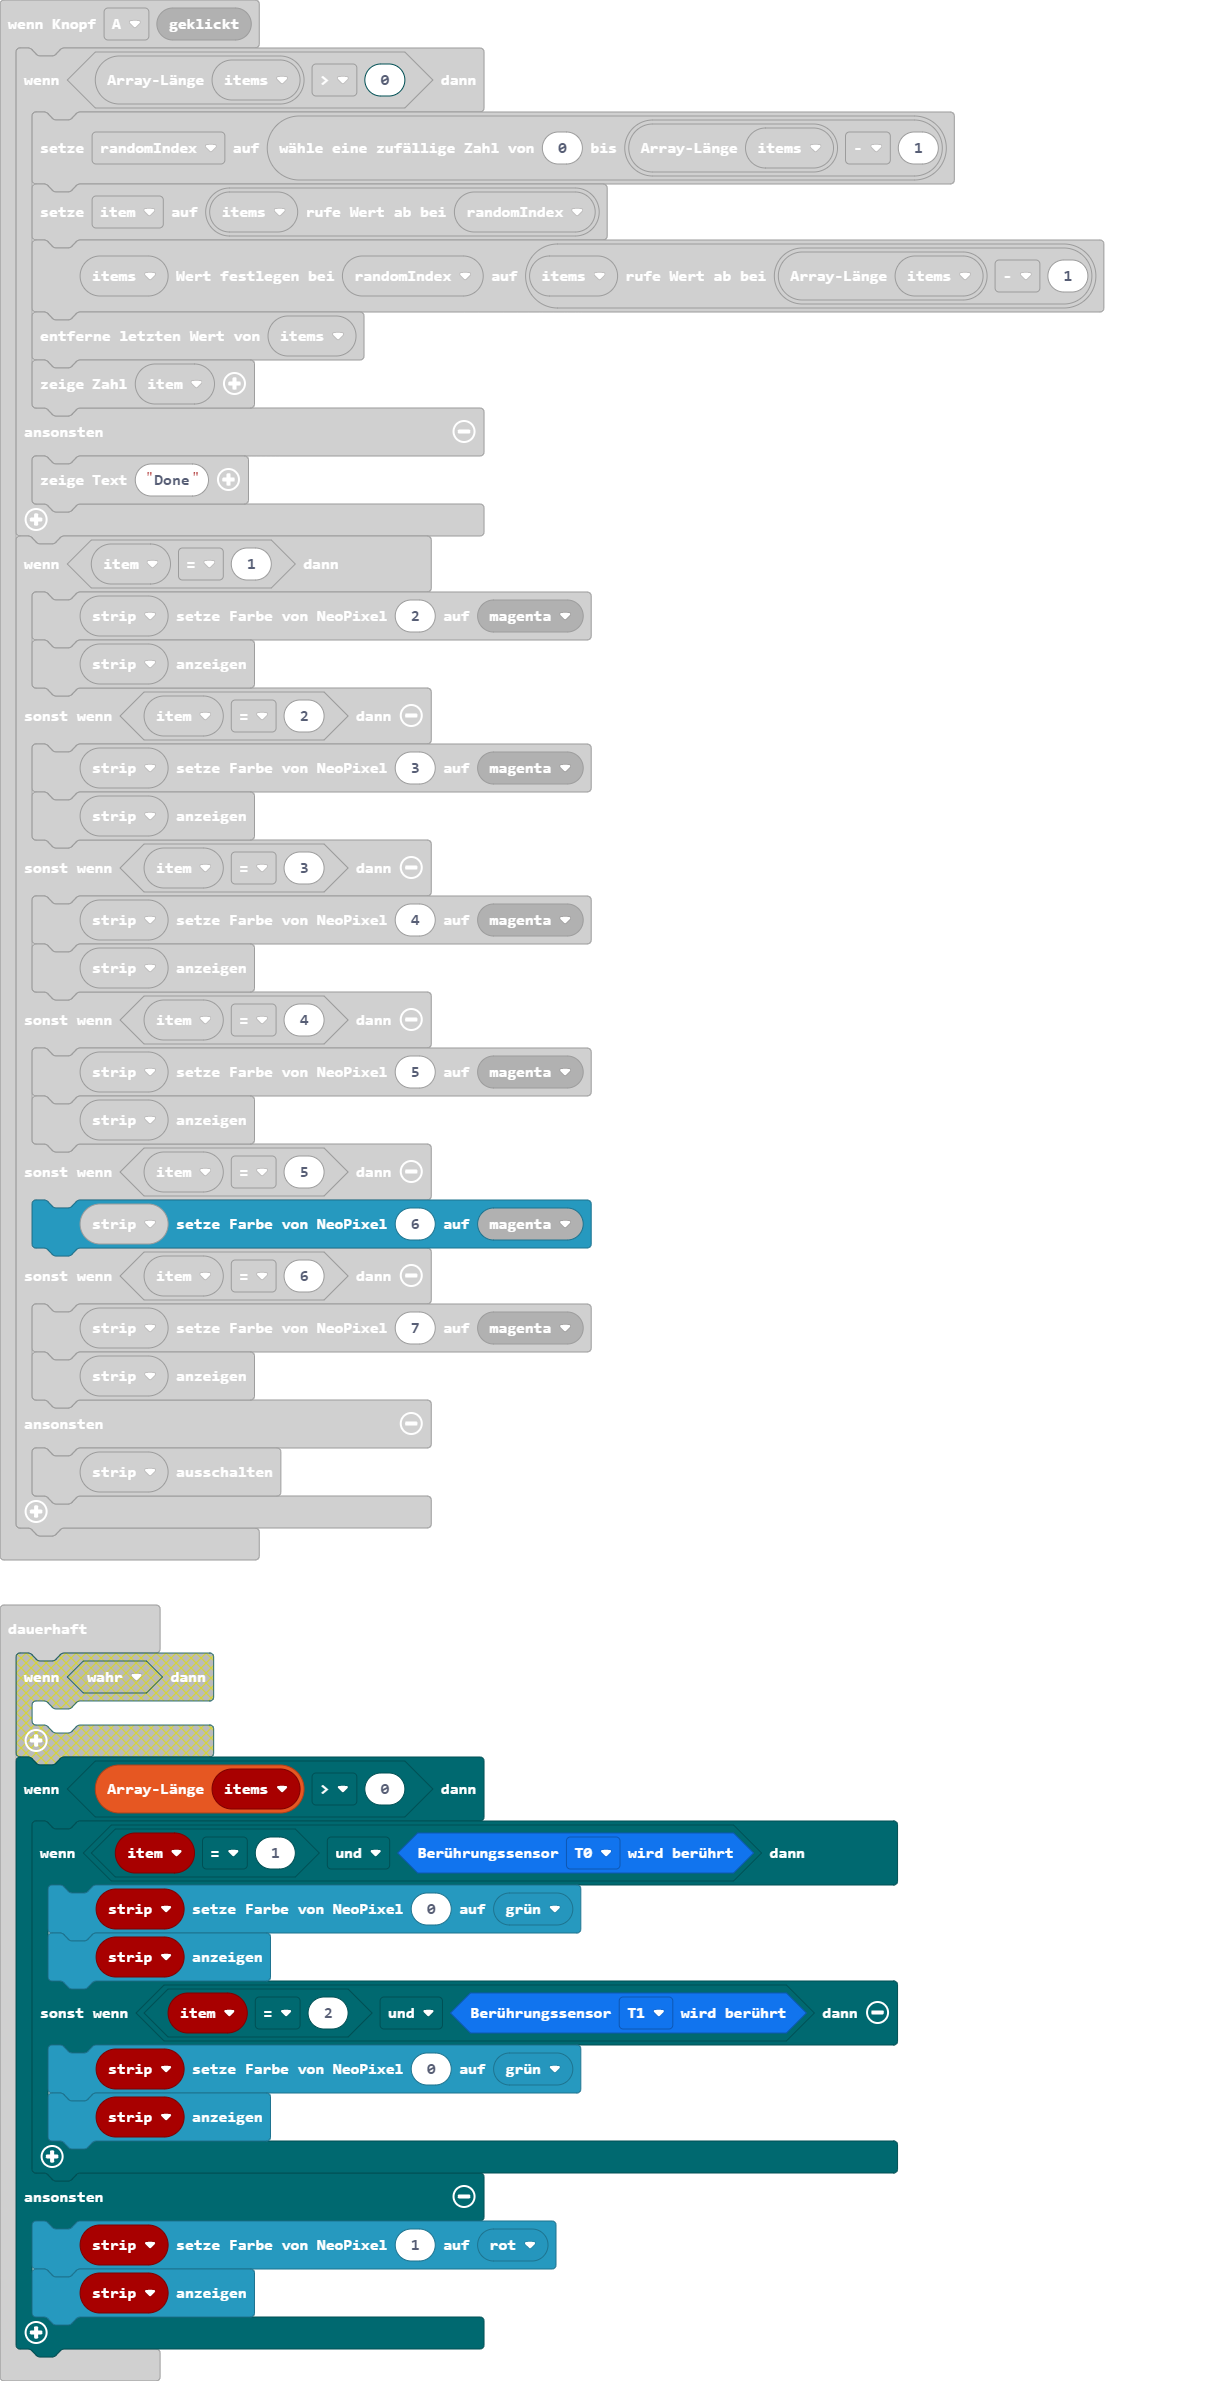 wenn Knopf A geklickt
wenn Array-Länge items > 0 dann
setze randomIndex auf wähle eine zufällige Zahl von 0 bis Array-Länge items - 1
setze item auf items rufe Wert ab bei randomIndex
items Wert festlegen bei randomIndex auf items rufe Wert ab bei Array-Länge items - 1
entferne letzten Wert von items
zeige Zahl item
ansonsten
zeige Text "Done"
wenn item = 1 dann
strip setze Farbe von NeoPixel 2 auf magenta
strip anzeigen
sonst wenn item = 2 dann
strip setze Farbe von NeoPixel 3 auf magenta
strip anzeigen
sonst wenn item = 3 dann
strip setze Farbe von NeoPixel 4 auf magenta
strip anzeigen
sonst wenn item = 4 dann
strip setze Farbe von NeoPixel 5 auf magenta
strip anzeigen
sonst wenn item = 5 dann
strip setze Farbe von NeoPixel 6 auf magenta
sonst wenn item = 6 dann
strip setze Farbe von NeoPixel 7 auf magenta
strip anzeigen
ansonsten
strip ausschalten
dauerhaft
wenn wahr dann
wenn Array-Länge items > 0 dann
wenn item = 1 und Berührungssensor T0 wird berührt dann
strip setze Farbe von NeoPixel 0 auf grün
strip anzeigen
sonst wenn item = 2 und Berührungssensor T1 wird berührt dann
strip setze Farbe von NeoPixel 0 auf grün
strip anzeigen
ansonsten
strip setze Farbe von NeoPixel 1 auf rot
strip anzeigen